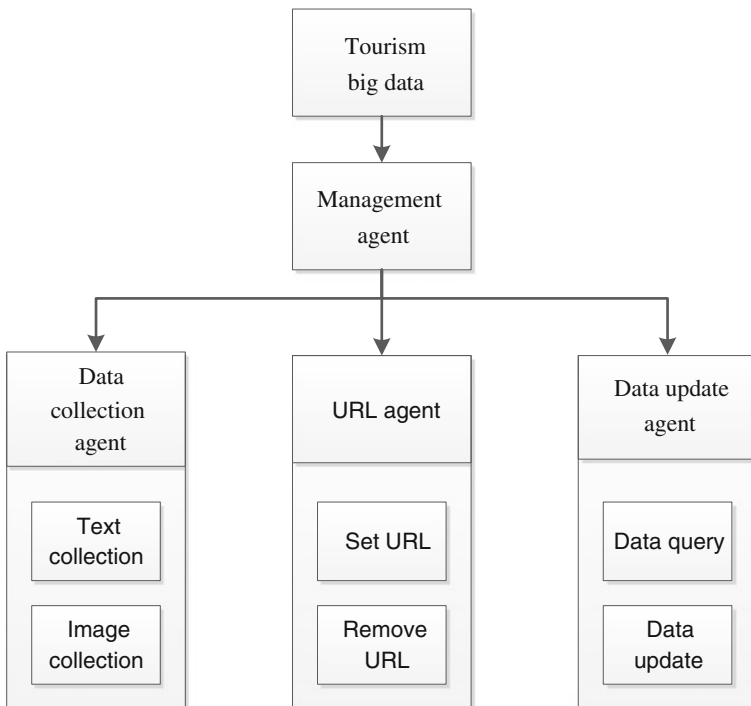 Tourism
big data
Management
agent
Data
collection
agent
Text
collection
Image
collection
URL agent
Set URL
Remove
URL
Data update
agent
Data query
Data
update